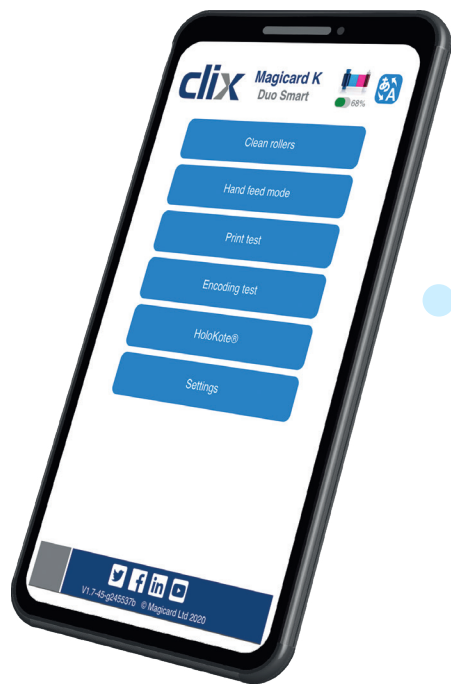 clix
Magicard K
Duo Smart
68%
あ
A
Clean rollers
Hand feed mode
Print test
Encoding test
HoloKote®
Settings
V1.7-45-g245537b © Magicard Ltd 2020